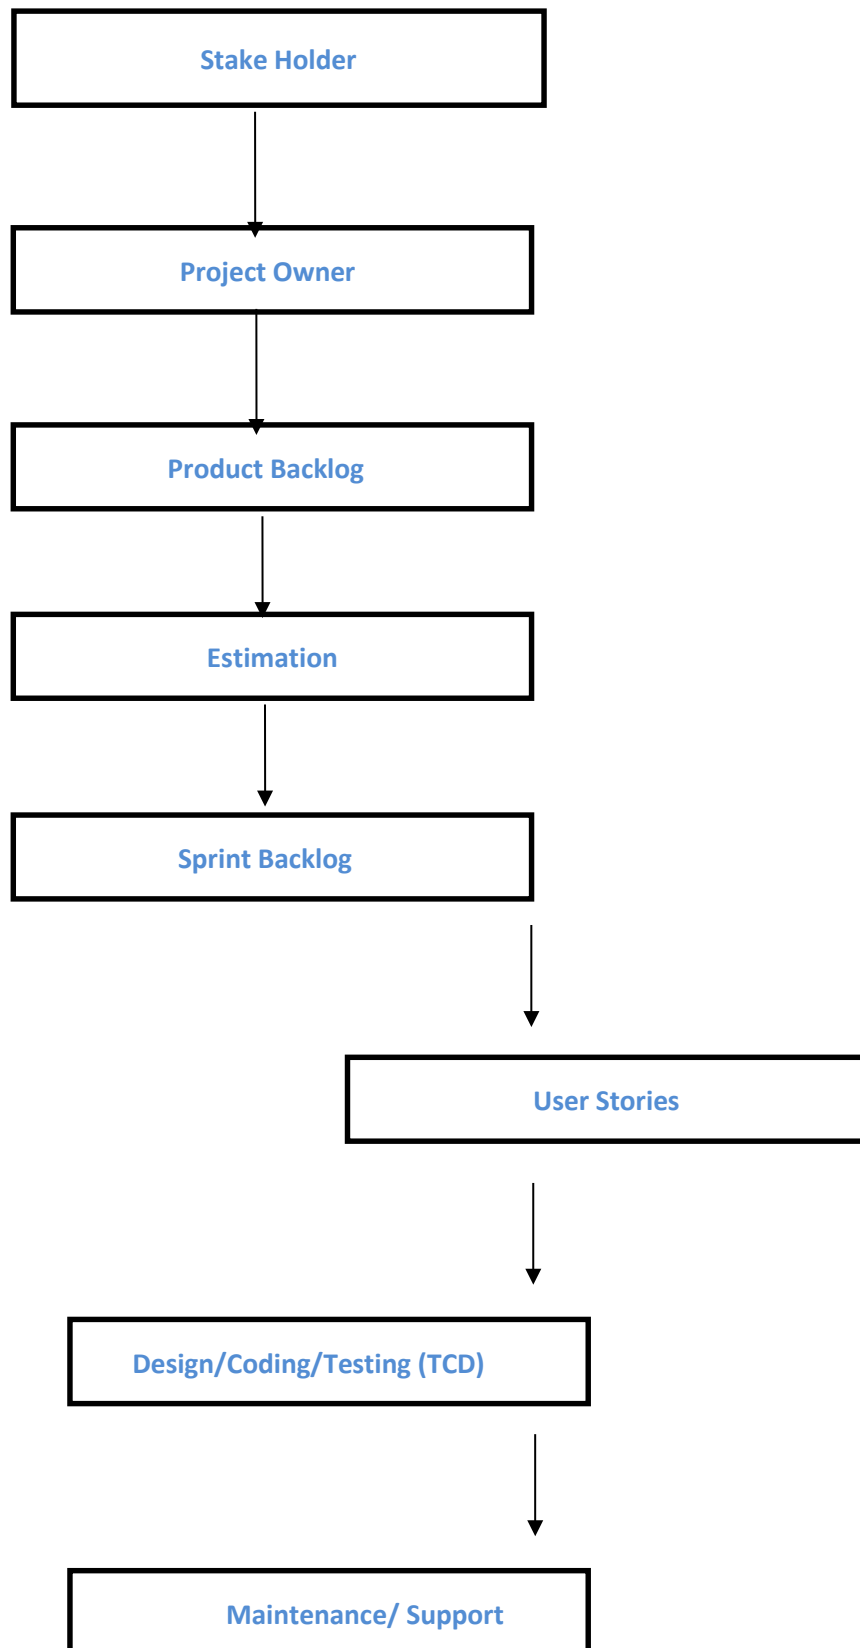 Stake Holder
Project Owner
Product Backlog
Estimation
Sprint Backlog
User Stories
Design/Coding/Testing (TCD)
Maintenance/ Support